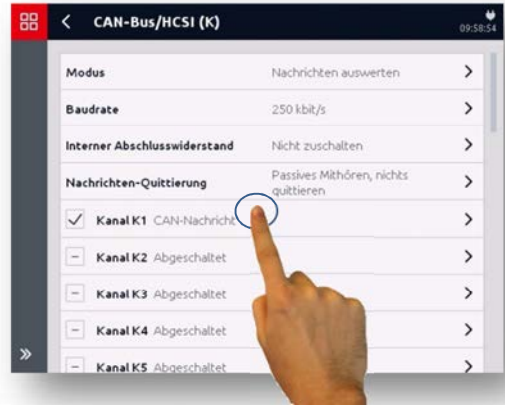 CAN-Bus/HCSI (K)
09:58:54
Modus Nachrichten auswerten
Baudrate 250 kbit/s
Interner Abschlusswiderstand Nicht zuschalten
Nachrichten-Quittierung Passives Mithören, nichts
quittieren
Kanal K1 CAN-Nachricht
Kanal K2 Abgeschaltet
Kanal K3 Abgeschaltet
Kanal K4 Abgeschaltet
Kanal K5 Abgeschaltet